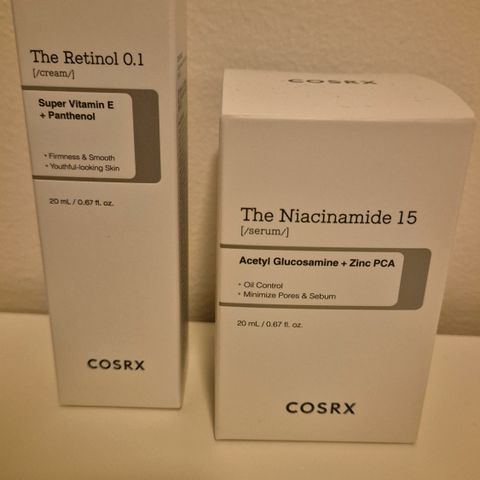 The Retinol 0.1
[/cream/]
Super Vitamin E
+ Panthenol
• Firmness & Smooth
• Youthful-looking Skin
20 mL / 0.67 fl. oz.
COSRX
COSRX
The Niacinamide 15
[/serum/]
Acetyl Glucosamine + Zinc PCA
• Oil Control
• Minimize Pores & Sebum
20 mL / 0.67 fl. oz.
COSRX